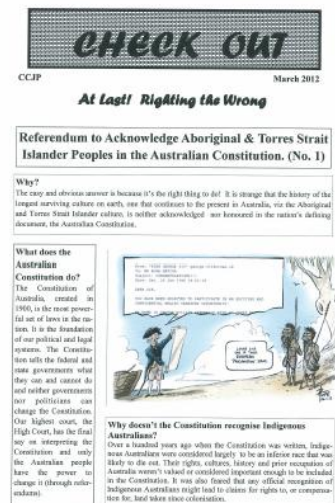 CHECK OUT
CCJP
March 2012
At Last! Righting the Wrong
Referendum to Acknowledge Aboriginal & Torres Strait
Islander Peoples in the Australian Constitution. (No. 1)
Why?
The easy and obvious answer is because it's the right thing to do! It is strange that the history of the
longest surviving culture on earth, one that continues to the present in Australia, via the Aboriginal
and Torres Strait Islander culture, is neither acknowledged nor honoured in the nation's defining
document, the Australian Constitution.
What does the
Australian
Constitution do?
The Constitution of
Australia, created in
1900, is the most power-
ful set of laws in the na-
tion. It is the foundation
of our political and legal
systems. The Constitu-
tion tells the federal and
state governments what
they can and cannot do
and neither governments
nor politicians can
change the Constitution.
Our highest court, the
High Court, has the final
say on interpreting the
Constitution and only
the Australian people
have the power to
change it (through refer-
endums).
Why doesn't the Constitution recognise Indigenous
Australians?
Over a hundred years ago when the Constitution was written, Indige-
nous Australians were considered largely to be an inferior race that was
likely to die out. Their rights, cultures, history and prior occupation of
Australia weren't valued or considered important enough to be included
in the Constitution. It was also feared that any official recognition of
Indigenous Australians might lead to claims for rights to, or compensa-
tion for, land taken since colonisation.